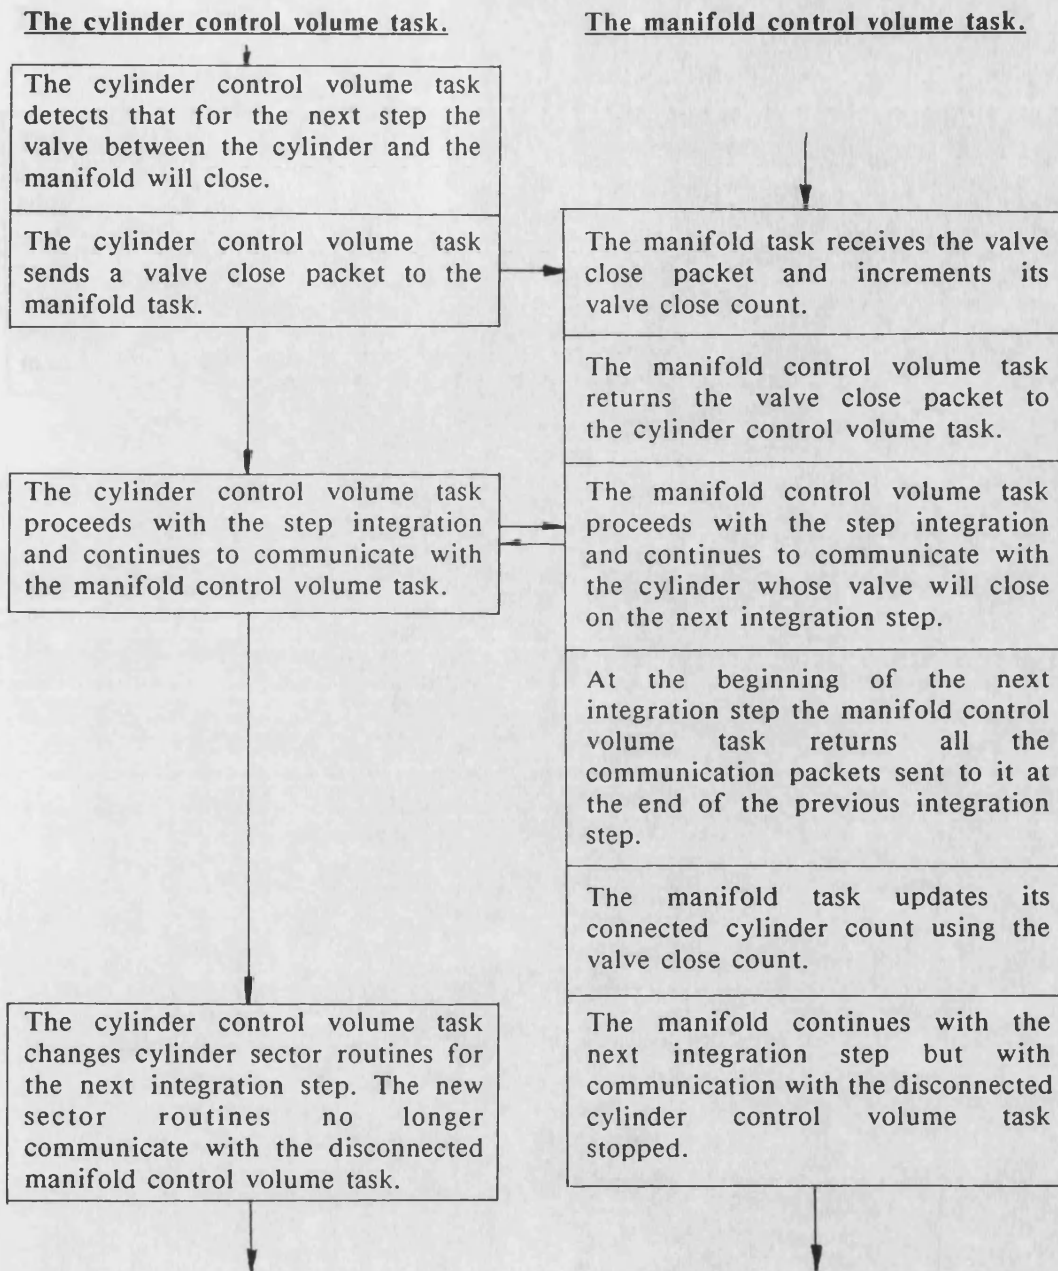 The cylinder control volume task.
The cylinder control volume task
detects that for the next step the
valve between the cylinder and the
manifold will close.
The cylinder control volume task
sends a valve close packet to the
manifold task.
The cylinder control volume task
proceeds with the step integration
and continues to communicate with
the manifold control volume task.
The cylinder control volume task
changes cylinder sector routines for
the next integration step. The new
sector routines no longer
communicate with the disconnected
manifold control volume task.
The manifold control volume task.
The manifold task receives the valve
close packet and increments its
valve close count.
The manifold control volume task
returns the valve close packet to
the cylinder control volume task.
The manifold control volume task
proceeds with the step integration
and continues to communicate with
the cylinder whose valve will close
on the next integration step.
At the beginning of the next
integration step the manifold control
volume task returns all the
communication packets sent to it at
the end of the previous integration
step.
The manifold task updates its
connected cylinder count using the
valve close count.
The manifold continues with the
next integration step but with
communication with the disconnected
cylinder control volume task
stopped.